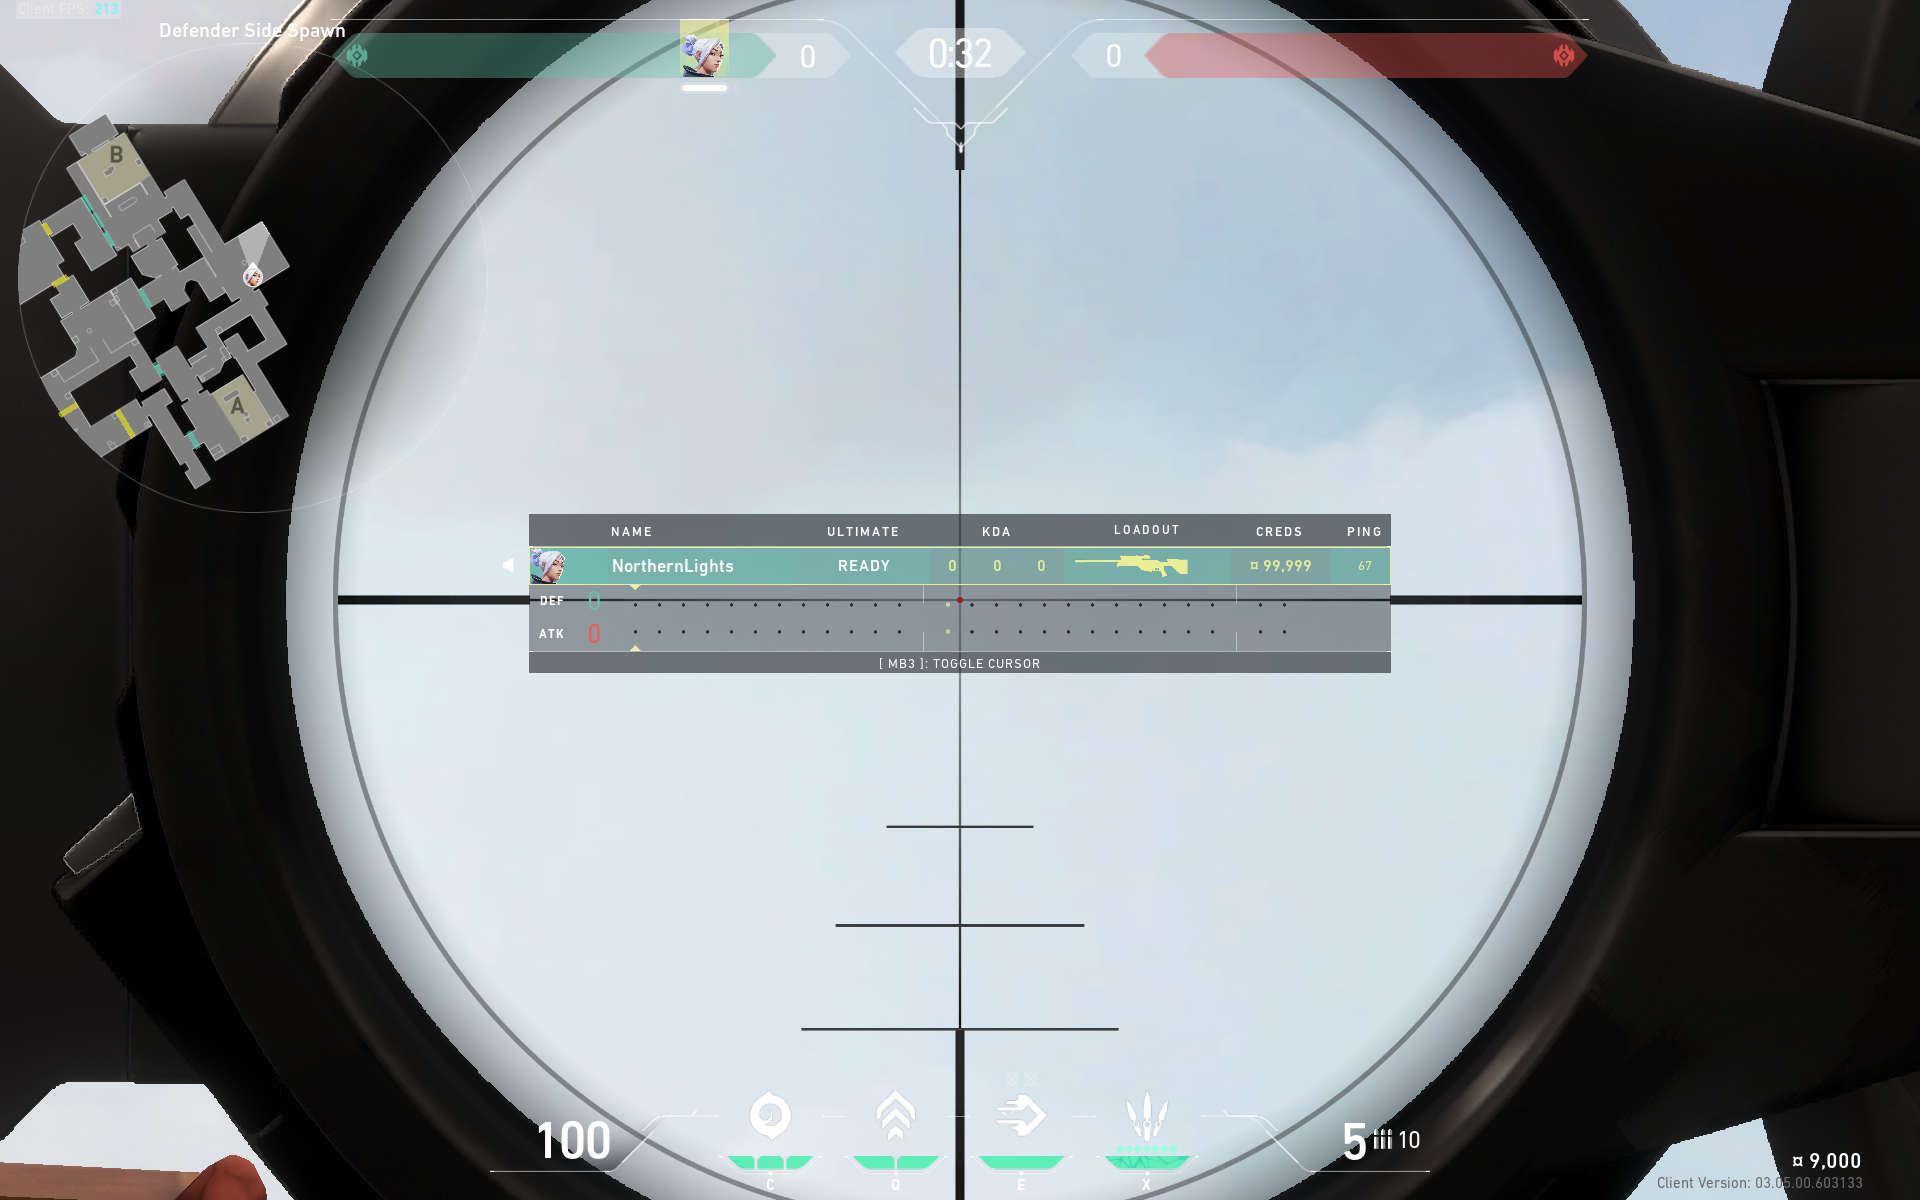 Client FPS: 213
Defender Side Spawn
0
0:32
0
B
A
NAME ULTIMATE KDA LOADOUT CREDS PING
NorthernLights READY 0 0 0 ¤ 99,999 67
DEF 0
ATK 0
[ MB3 ]: TOGGLE CURSOR
100
5 10
C Q E X
¤ 9,000
Client Version: 03.05.00.603133